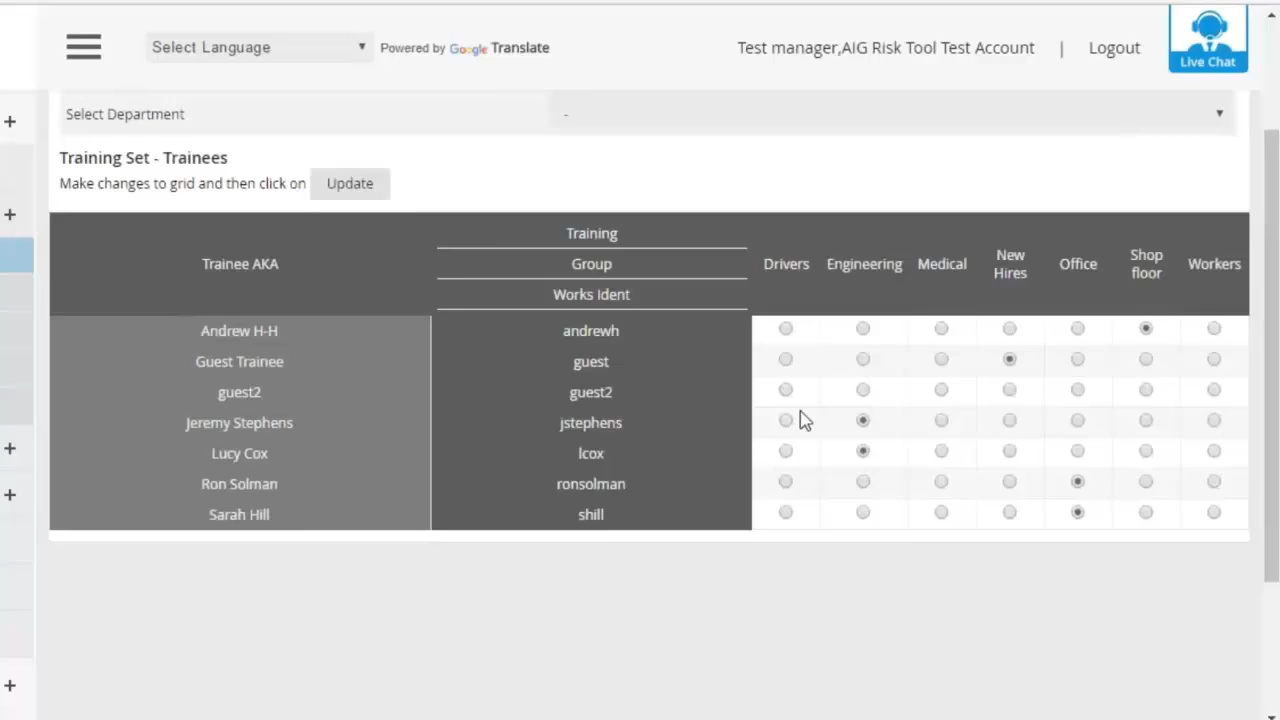 Select Language
Powered by Google Translate
Test manager,AIG Risk Tool Test Account | Logout
Live Chat
Select Department -
Training Set - Trainees
Make changes to grid and then click on Update
Trainee AKA
Training
Group
Works Ident
Drivers Engineering Medical New Hires Office Shop floor Workers
Andrew H-H andrewh
Guest Trainee guest
guest2 guest2
Jeremy Stephens jstephens
Lucy Cox lcox
Ron Solman ronsolman
Sarah Hill shill